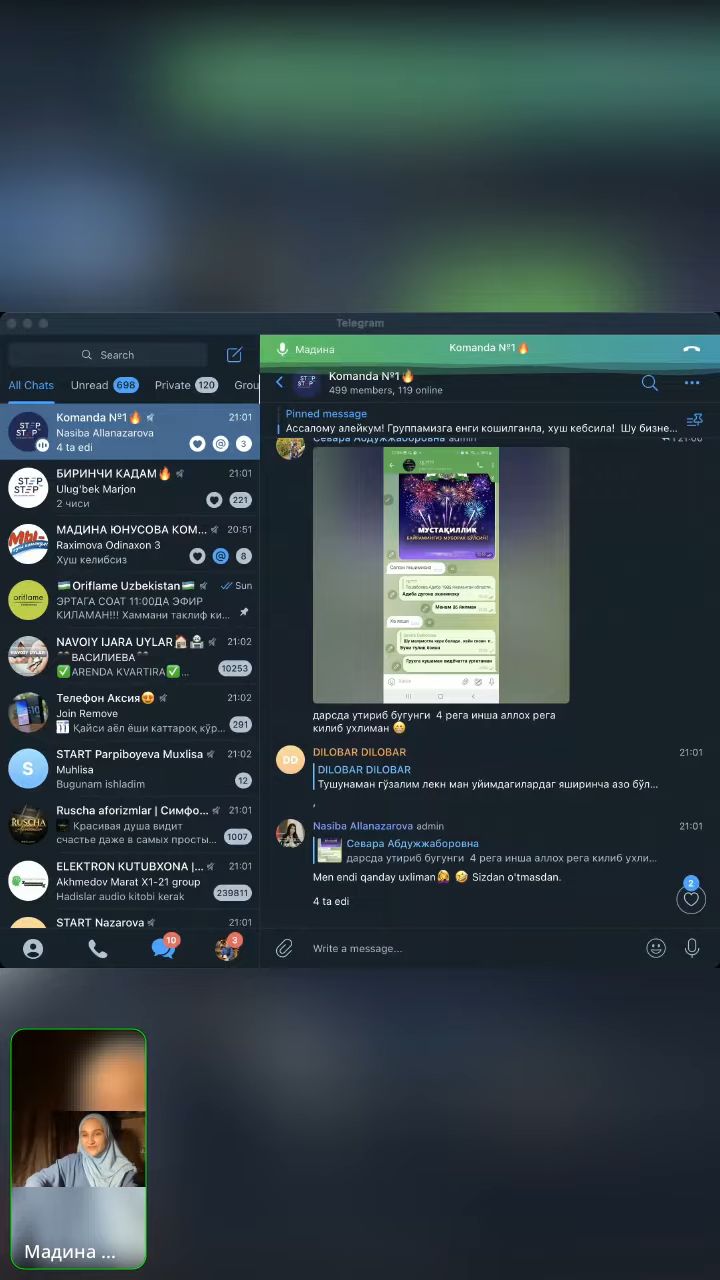 Telegram
Search
All Chats Unread 698 Private 120 Grou
Komanda №1🔥 21:01
Nasiba Allanazarova
4 ta edi 3
БИРИНЧИ КАДАМ🔥 21:01
Ulug'bek Marjon
2 чиси 221
МАДИНА ЮНУСОВА КОМ... 20:51
Raximova Odinaxon 3
Хуш келибсиз @ 8
🇺🇿Oriflame Uzbekistan🇺🇿 Sun
ЭРТАГА СОАТ 11:00ДА ЭФИР
КИЛАМАН!!! Хаммани таклиф ки...
NAVOIY IJARA UYLAR 21:02
ВАСИЛИЕВА
✅ARENDA KVARTIRA✅... 10253
Телефон Аксия😍 21:02
Join Remove
Қайси аёл ёши каттароқ кўр... 291
START Parpiboyeva Muxlisa 21:02
Muhlisa
Bugunam ishladim 12
Ruscha aforizmlar | Симфо... 21:01
Красивая душа видит
счастье даже в самых просты... 1007
ELEKTRON KUTUBXONA |... 21:01
Akhmedov Marat X1-21 group
Hadislar audio kitobi kerak 239811
START Nazarova 21:01
10 3
Мадина Komanda №1🔥
Komanda №1🔥
499 members, 119 online
Pinned message
Ассалому алейкум! Группамизга енги кошилганла, хуш кебсила! Шу бизне...
Севара Абдужжаборовна admin 21:00
МУСТАҚИЛЛИК
БАЙРАМИНГИЗ МУБОРАК БЎЛСИН!
дарсда утириб бугунги 4 рега инша аллох рега
килиб ухлиман 😁
DILOBAR DILOBAR 21:01
DILOBAR DILOBAR
Тушунаман гўзалим лекн ман уйимдагилардаг яширинча азо бўл...
,
Nasiba Allanazarova admin 21:01
Севара Абдужжаборовна
дарсда утириб бугунги 4 рега инша аллох рега килиб ухли...
Men endi qanday uxliman🤦‍♀️ 🤣 Sizdan o'tmasdan.
4 ta edi
2
Write a message...
Мадина ...